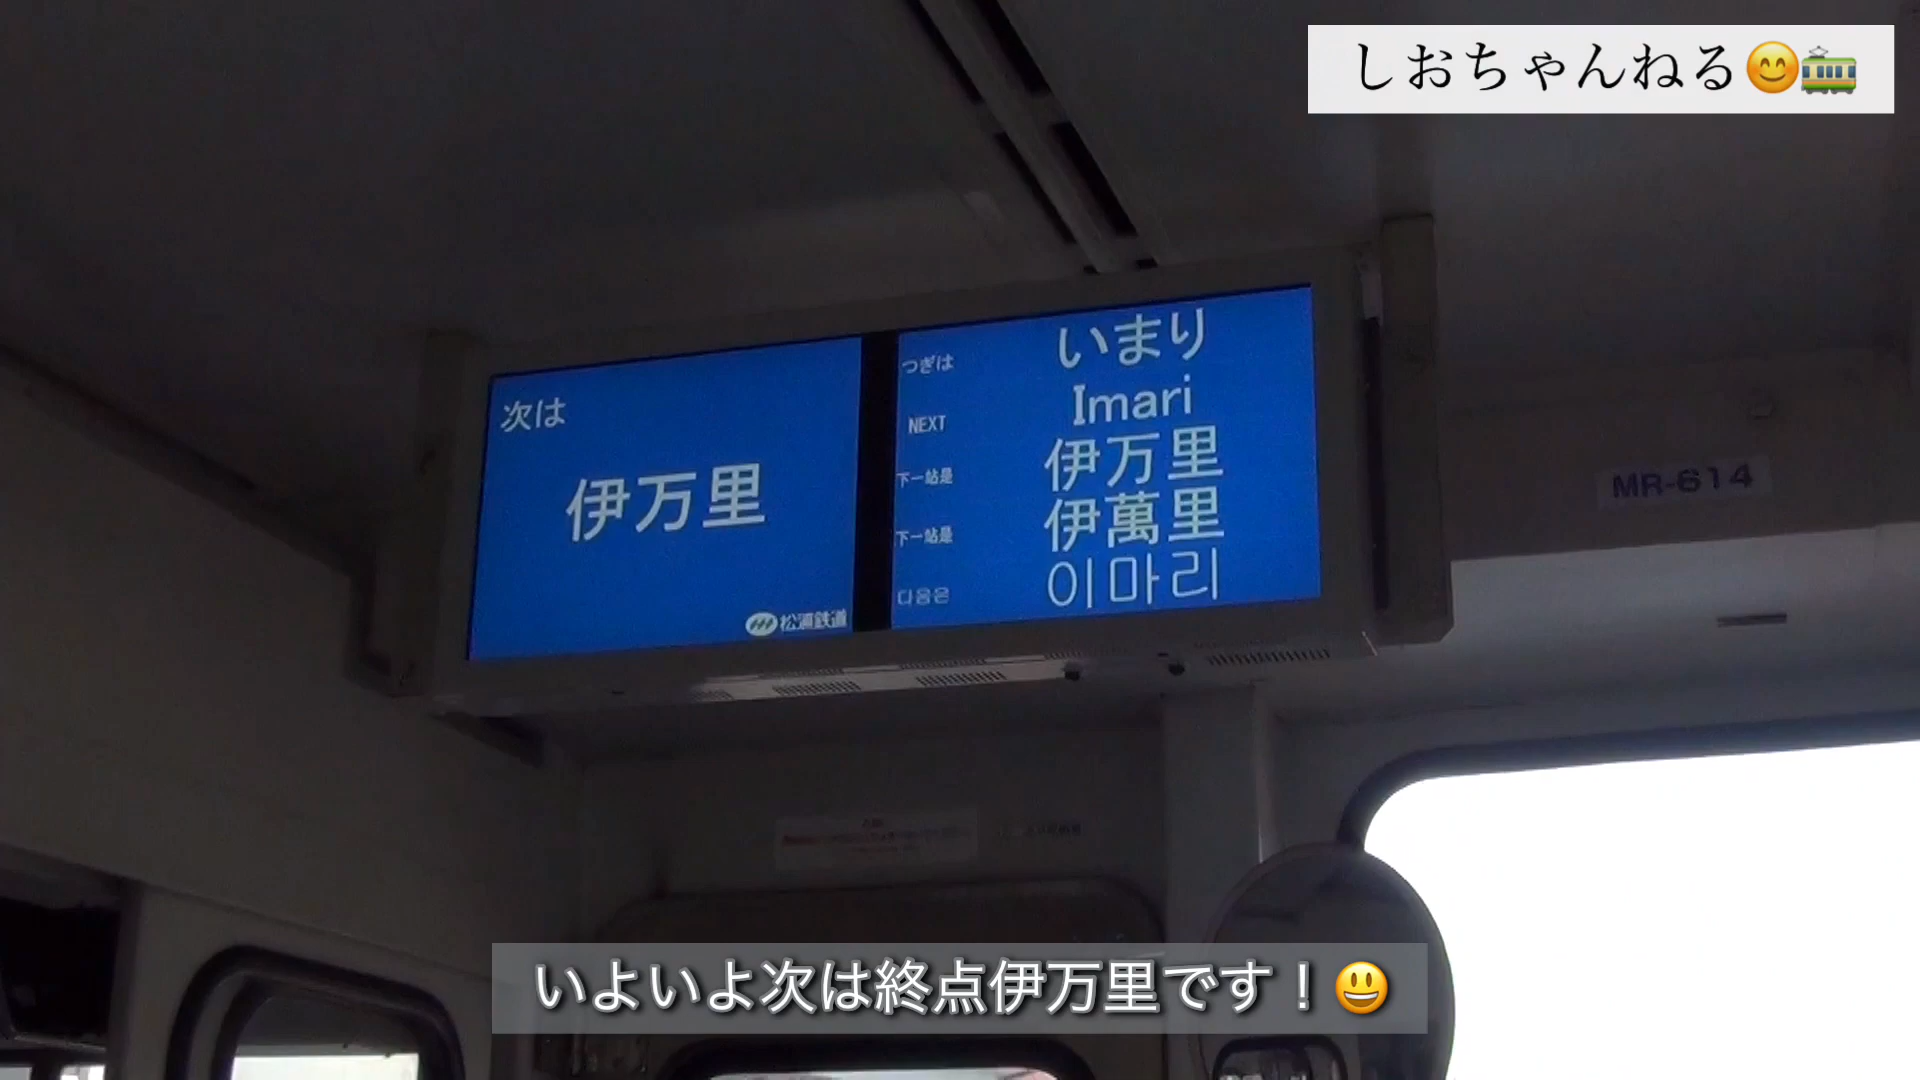 しおちゃんねる😊🚃
次は
伊万里
松浦鉄道
つぎは いまり
NEXT Imari
下一站是 伊万里
下一站是 伊萬里
다음은 이마리
MR-614
いよいよ次は終点伊万里です！😃